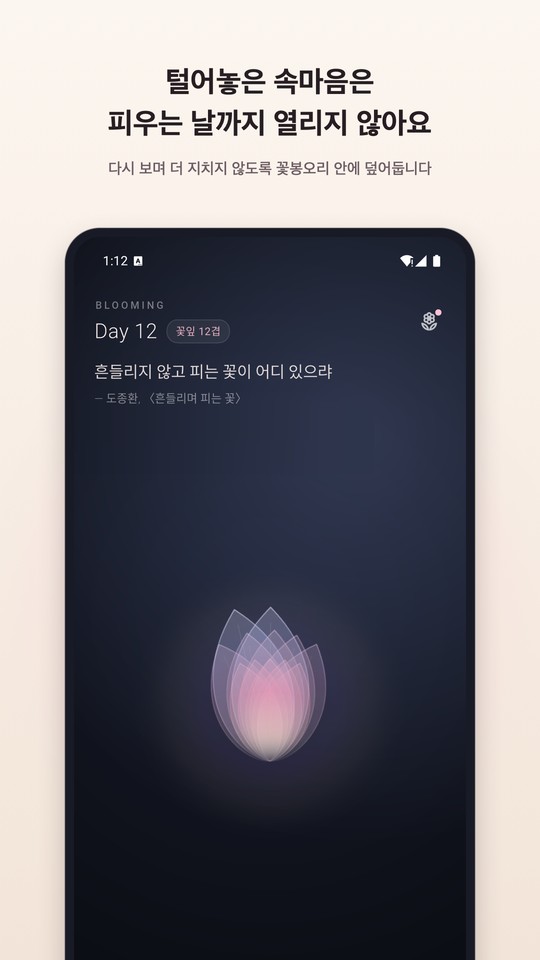 털어놓은 속마음은
피우는 날까지 열리지 않아요
다시 보며 더 지치지 않도록 꽃봉오리 안에 덮어둡니다
1:12 A
BLOOMING
Day 12 꽃잎 12겹
흔들리지 않고 피는 꽃이 어디 있으랴
– 도종환, 〈흔들리며 피는 꽃〉